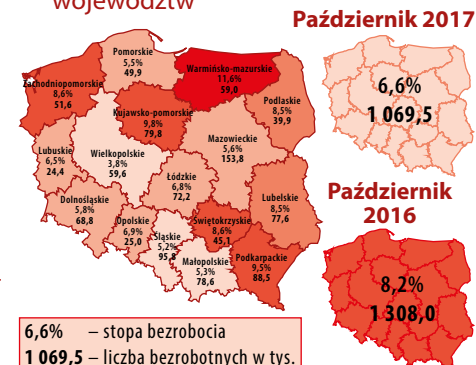 województw
Październik 2017
Pomorskie
5,5%
49,9
Warmińsko-mazurskie
11,6%
59,0
Zachodniopomorskie
8,6%
51,6
Podlaskie
8,5%
39,9
Kujawsko-pomorskie
9,8%
79,8
6,6%
1 069,5
Mazowieckie
5,6%
153,8
Lubuskie
6,5%
24,4
Wielkopolskie
3,8%
59,6
Łódzkie
6,8%
72,2
Październik
2016
Dolnośląskie
5,8%
68,8
Lubelskie
8,5%
77,6
Opolskie
6,9%
25,0
Świętokrzyskie
8,6%
45,1
Śląskie
5,2%
95,8
Małopolskie
5,3%
78,6
Podkarpackie
9,5%
88,5
8,2%
1 308,0
6,6% – stopa bezrobocia
1 069,5 – liczba bezrobotnych w tys.